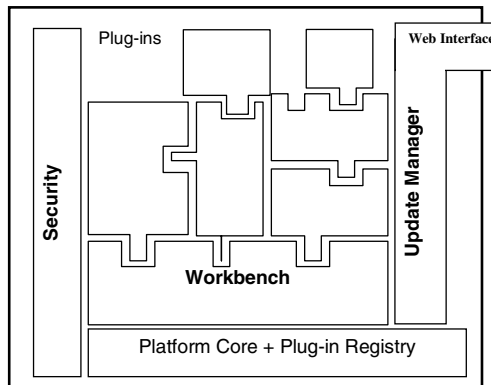 Plug-ins
Web Interface
Security
Update Manager
Workbench
Platform Core + Plug-in Registry